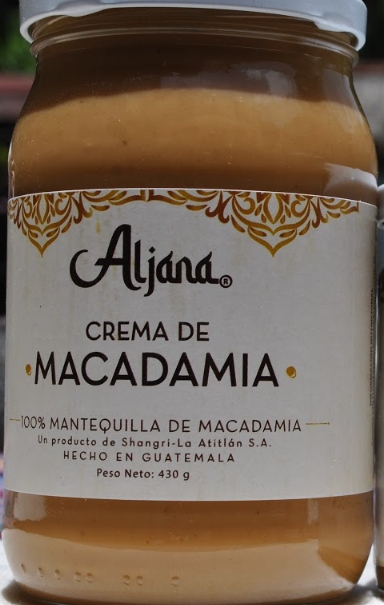 Aljana®
CREMA DE
MACADAMIA
100% MANTEQUILLA DE MACADAMIA
Un producto de Shangri-La Atitlán S.A.
HECHO EN GUATEMALA
Peso Neto: 430 g